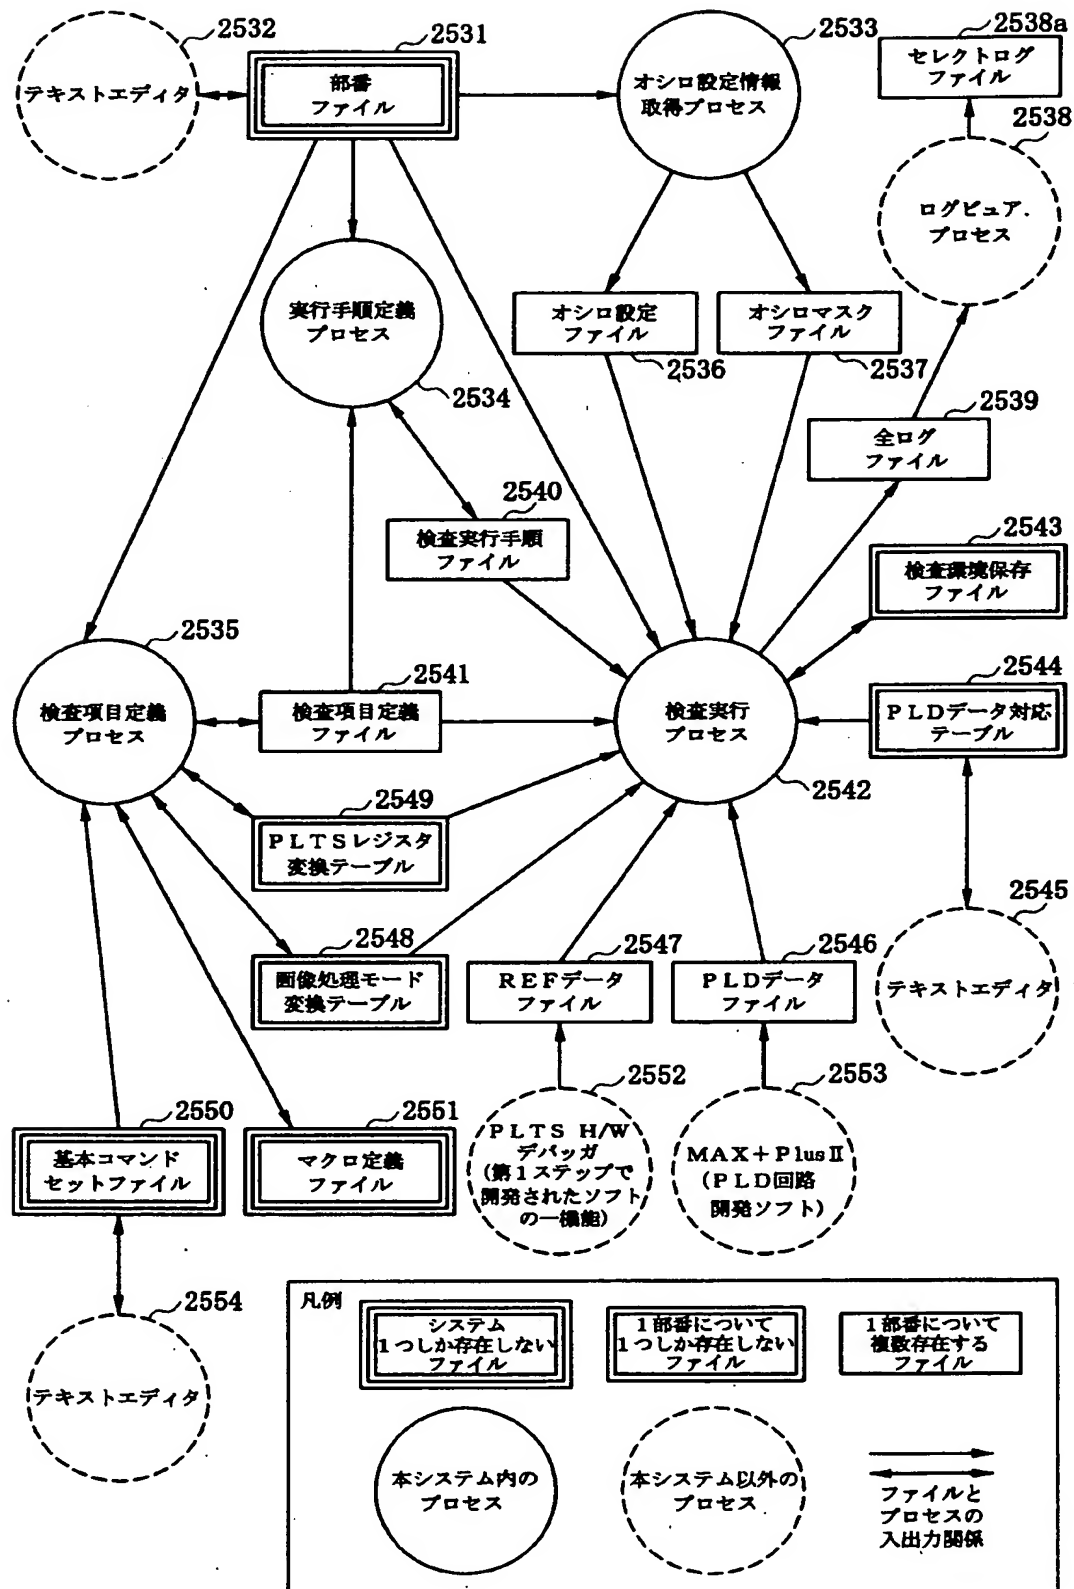 2532
テキストエディタ
2531
部番
ファイル
2533
オシロ設定情報
取得プロセス
2538a
セレクトログ
ファイル
2538
ログビュア.
プロセス
実行手順定義
プロセス
2534
オシロ設定
ファイル
2536
オシロマスク
ファイル
2537
2539
全ログ
ファイル
2540
検査実行手順
ファイル
2543
検査環境保存
ファイル
2535
検査項目定義
プロセス
2541
検査項目定義
ファイル
検査実行
プロセス
2542
2544
PLDデータ対応
テーブル
2549
PLTSレジスタ
変換テーブル
2548
画像処理モード
変換テーブル
2547
REFデータ
ファイル
2546
PLDデータ
ファイル
2545
テキストエディタ
2550
基本コマンド
セットファイル
2551
マクロ定義
ファイル
2552
PLTS H/W
デバッガ
(第1ステップで
開発されたソフト
の一機能)
2553
MAX+PlusⅡ
(PLD回路
開発ソフト)
2554
テキストエディタ
凡例
システム
1つしか存在しない
ファイル
1部番について
1つしか存在しない
ファイル
1部番について
複数存在する
ファイル
本システム内の
プロセス
本システム以外の
プロセス
ファイルと
プロセスの
入出力関係